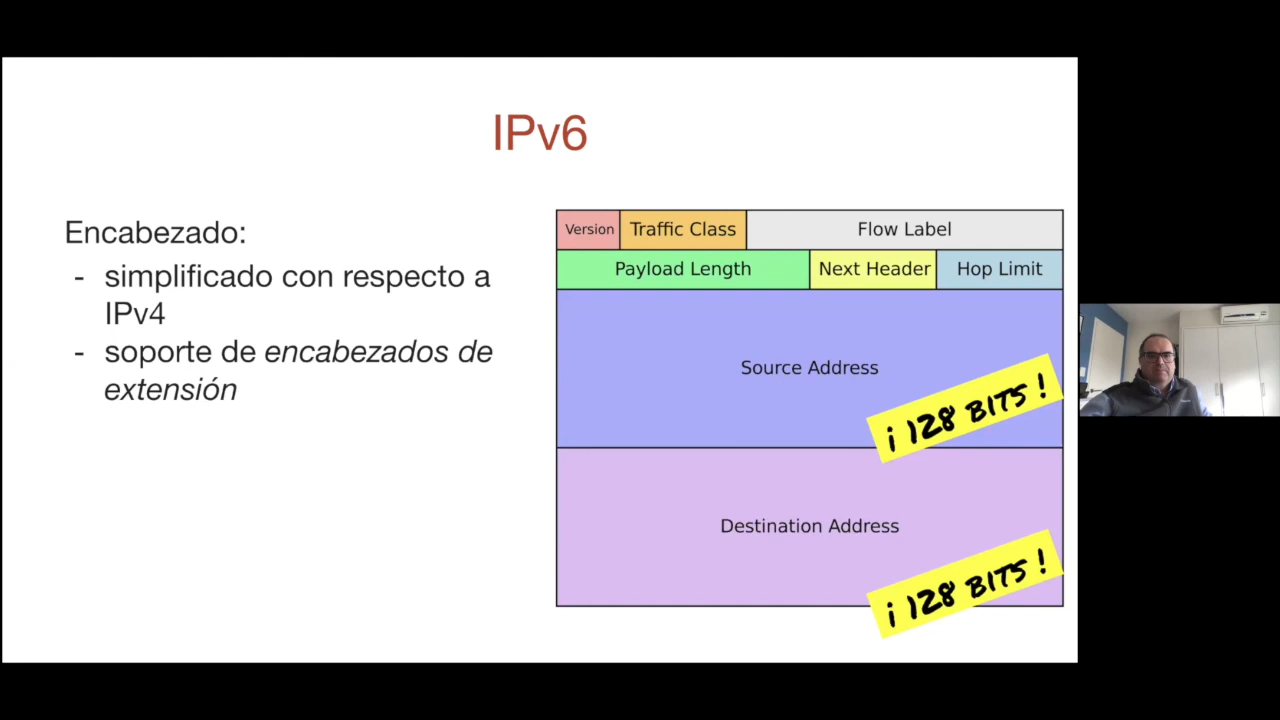 IPv6
Encabezado:
- simplificado con respecto a
IPv4
- soporte de encabezados de
extensión
Version Traffic Class Flow Label
Payload Length Next Header Hop Limit
Source Address
¡ 128 BITS !
Destination Address
¡ 128 BITS !